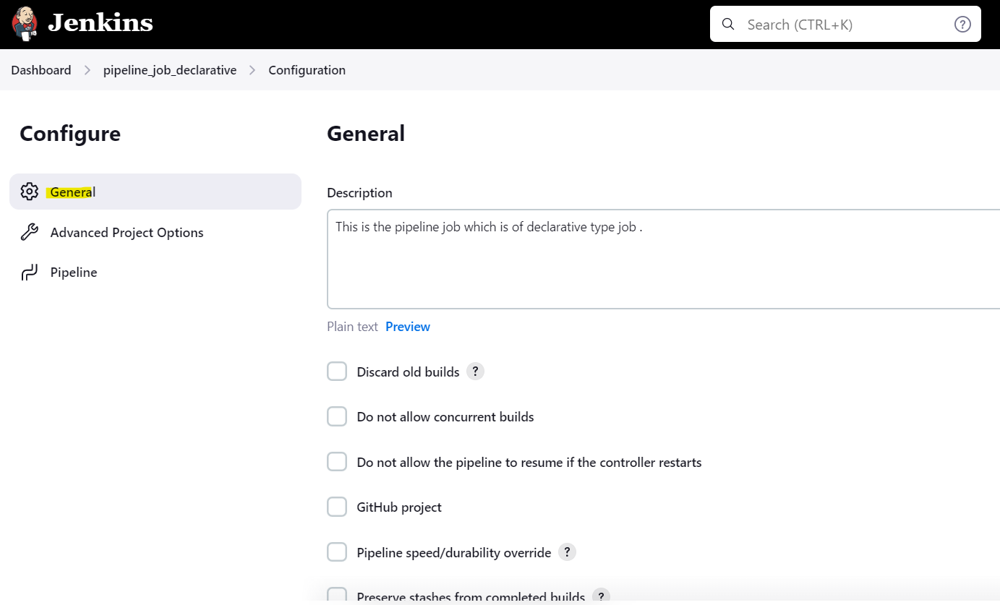 Jenkins
Search (CTRL+K)
?
Dashboard > pipeline_job_declarative > Configuration
Configure
General
Advanced Project Options
Pipeline
General
Description
This is the pipeline job which is of declarative type job .
Plain text Preview
Discard old builds ?
Do not allow concurrent builds
Do not allow the pipeline to resume if the controller restarts
GitHub project
Pipeline speed/durability override ?
Preserve stashes from completed builds ?